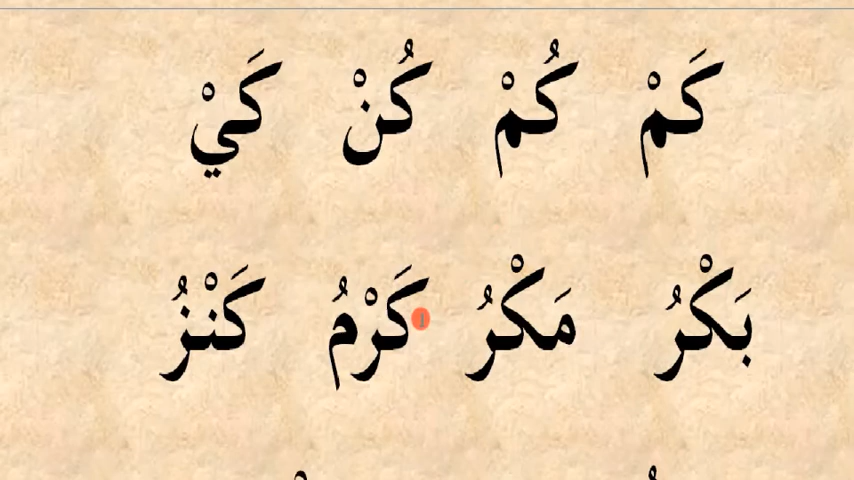 كَمْ كُمْ كُنْ كَيْ
بَكْرُ مَكْرُ كَرْمُ كَنْزُ